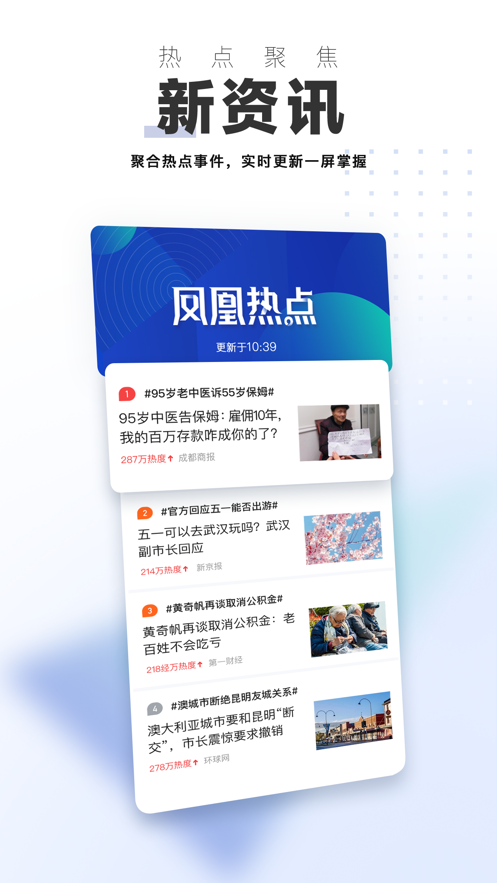 热点聚焦
新资讯
聚合热点事件，实时更新一屏掌握
凤凰热点
更新于10:39
1 #95岁老中医诉55岁保姆#
95岁中医告保姆：雇佣10年，
我的百万存款咋成你的了？
287万热度↑ 成都商报
2 #官方回应五一能否出游#
五一可以去武汉玩吗？武汉
副市长回应
214万热度↑ 新京报
3 #黄奇帆再谈取消公积金#
黄奇帆再谈取消公积金：老
百姓不会吃亏
218经万热度↑ 第一财经
4 #澳城市断绝昆明友城关系#
澳大利亚城市要和昆明“断
交”，市长震惊要求撤销
278万热度↑ 环球网